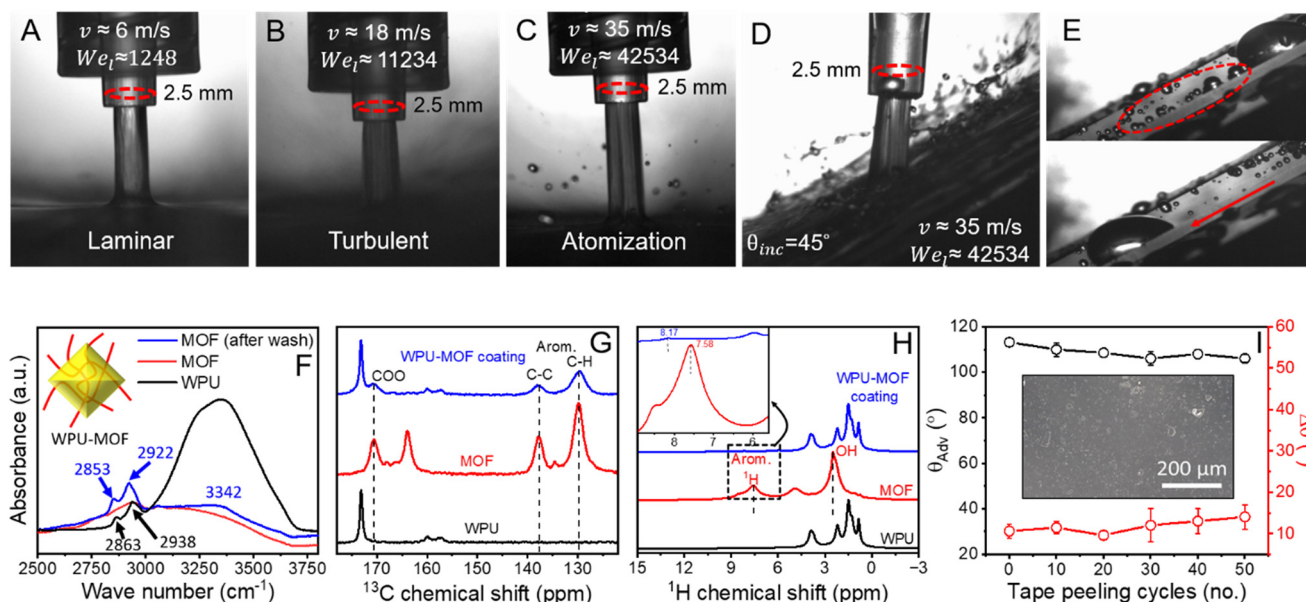 A
v ≈ 6 m/s
We_l≈1248
2.5 mm
Laminar
B
v ≈ 18 m/s
We_l≈ 11234
2.5 mm
Turbulent
C
v ≈ 35 m/s
We_l≈ 42534
2.5 mm
Atomization
D
2.5 mm
θ_inc=45°
v ≈ 35 m/s
We_l≈ 42534
E
F
MOF (after wash)
MOF
WPU
WPU-MOF
2853
2922
3342
2863
2938
Absorbance (a.u.)
2500 2750 3000 3250 3500 3750
Wave number (cm⁻¹)
G
WPU-MOF coating
Arom.
COO
C-C
C-H
MOF
WPU
170 160 150 140 130
¹³C chemical shift (ppm)
H
8.17
7.58
8 7 6
WPU-MOF
coating
Arom.
¹H
OH
MOF
WPU
15 12 9 6 3 0 −3
¹H chemical shift (ppm)
I
θ_Adv (°)
120
100
80
60
40
20
200 μm
60
50
40
30
20
10
0 10 20 30 40 50
Tape peeling cycles (no.)